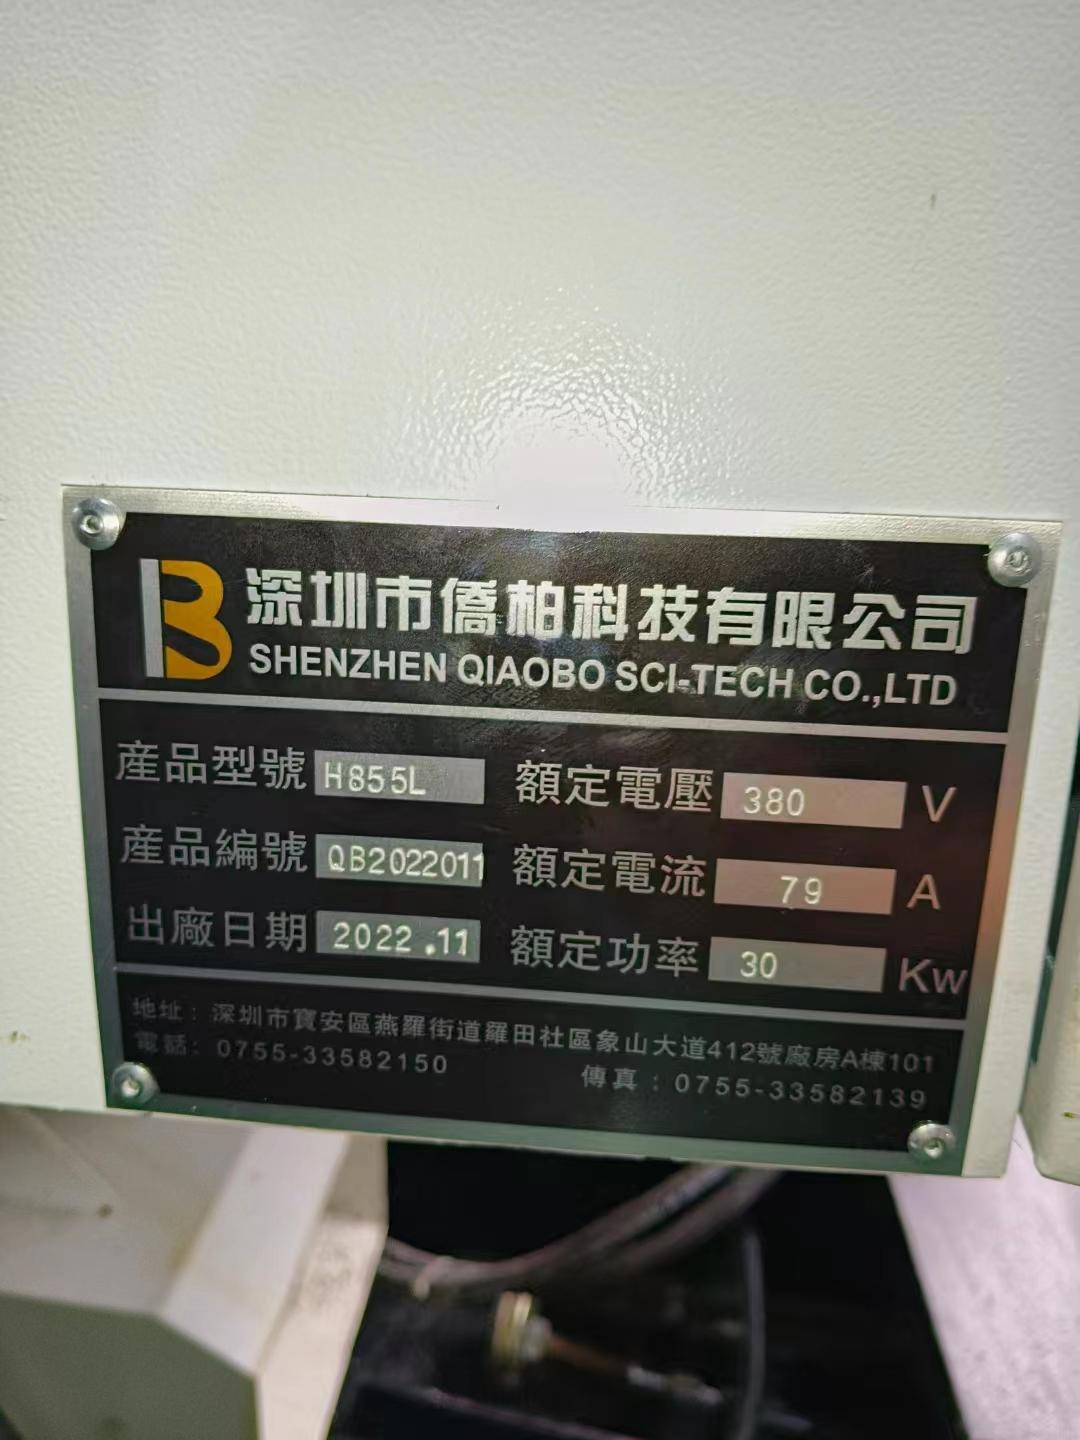 B 深圳市僑柏科技有限公司
SHENZHEN QIAOBO SCI-TECH CO.,LTD
産品型號 H855L 額定電壓 380 V
産品編號 QB2022011 額定電流 79 A
出廠日期 2022.11 額定功率 30 Kw
地址：深圳市寶安區燕羅街道羅田社區象山大道412號廠房A棟101
電話：0755-33582150 傳真：0755-33582139